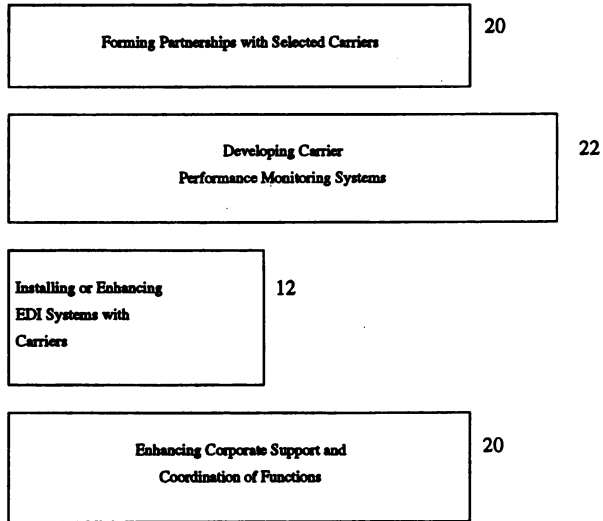 Forming Partnerships with Selected Carriers
20
Developing Carrier
Performance Monitoring Systems
22
Installing or Enhancing
EDI Systems with
Carriers
12
Enhancing Corporate Support and
Coordination of Functions
20